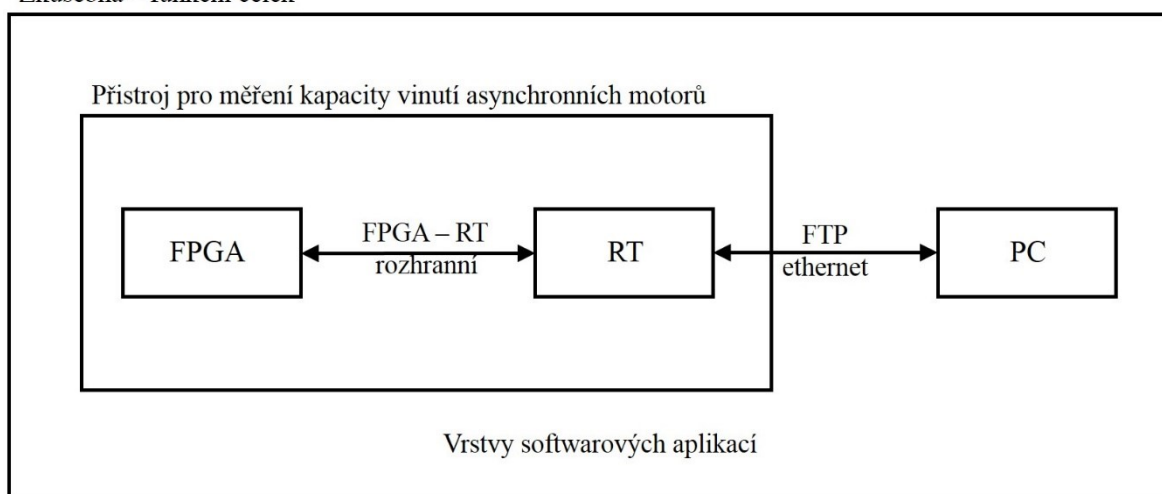 Přistroj pro měření kapacity vinutí asynchronních motorů
FPGA
FPGA – RT
rozhranní
RT
FTP
ethernet
PC
Vrstvy softwarových aplikací